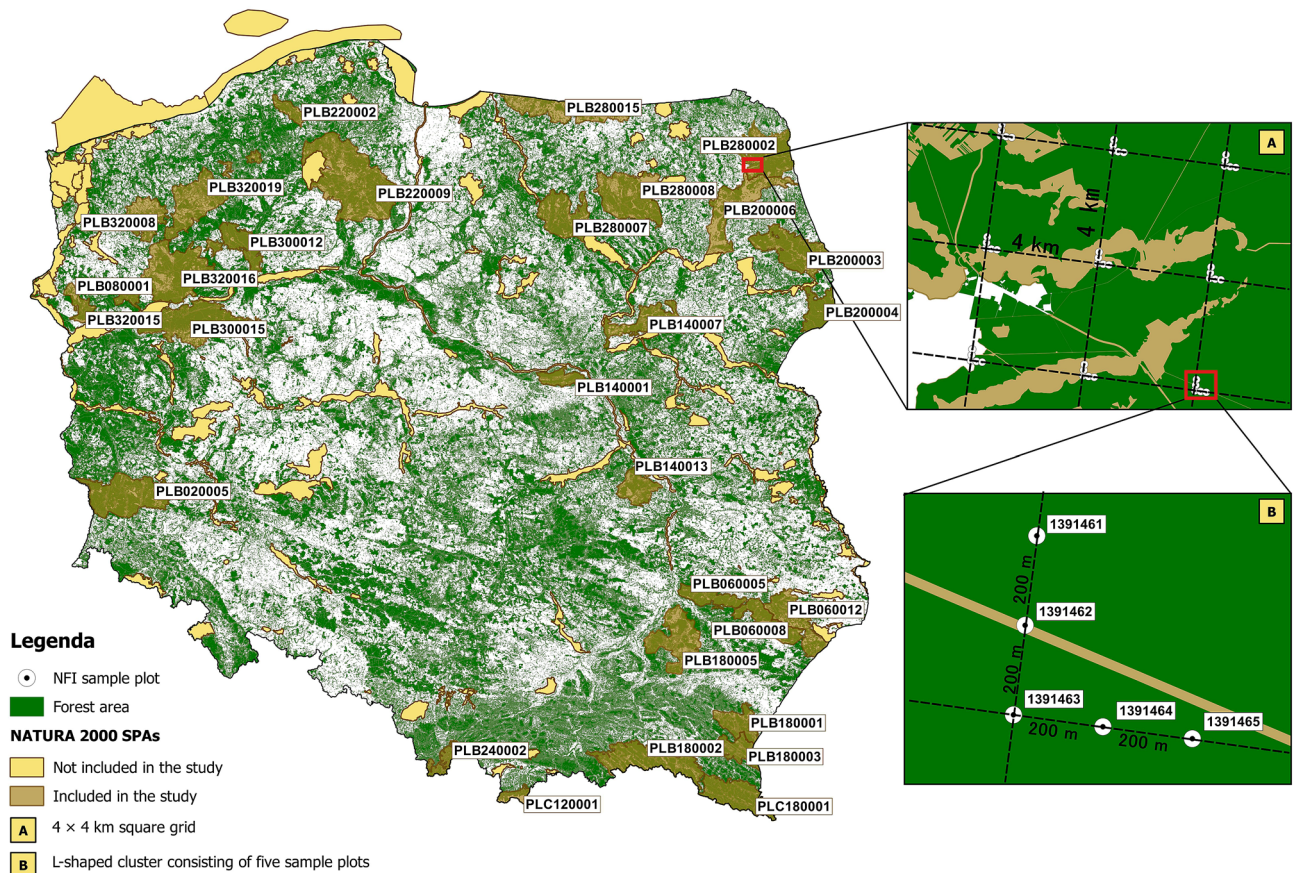 PLB220002
PLB280015
PLB280002
PLB320019
PLB220009
PLB280008
PLB320008
PLB200006
PLB280007
PLB300012
PLB200003
PLB320016
PLB080001
PLB200004
PLB320015
PLB300015
PLB140007
PLB140001
PLB140013
PLB020005
PLB060005
PLB060012
PLB060008
PLB180005
PLB180001
PLB240002
PLB180002
PLB180003
PLC120001
PLC180001
A
4 km
4 km
B
1391461
200 m
1391462
200 m
1391463
1391464
1391465
200 m
200 m
Legenda
NFI sample plot
Forest area
NATURA 2000 SPAs
Not included in the study
Included in the study
A 4 × 4 km square grid
B L-shaped cluster consisting of five sample plots